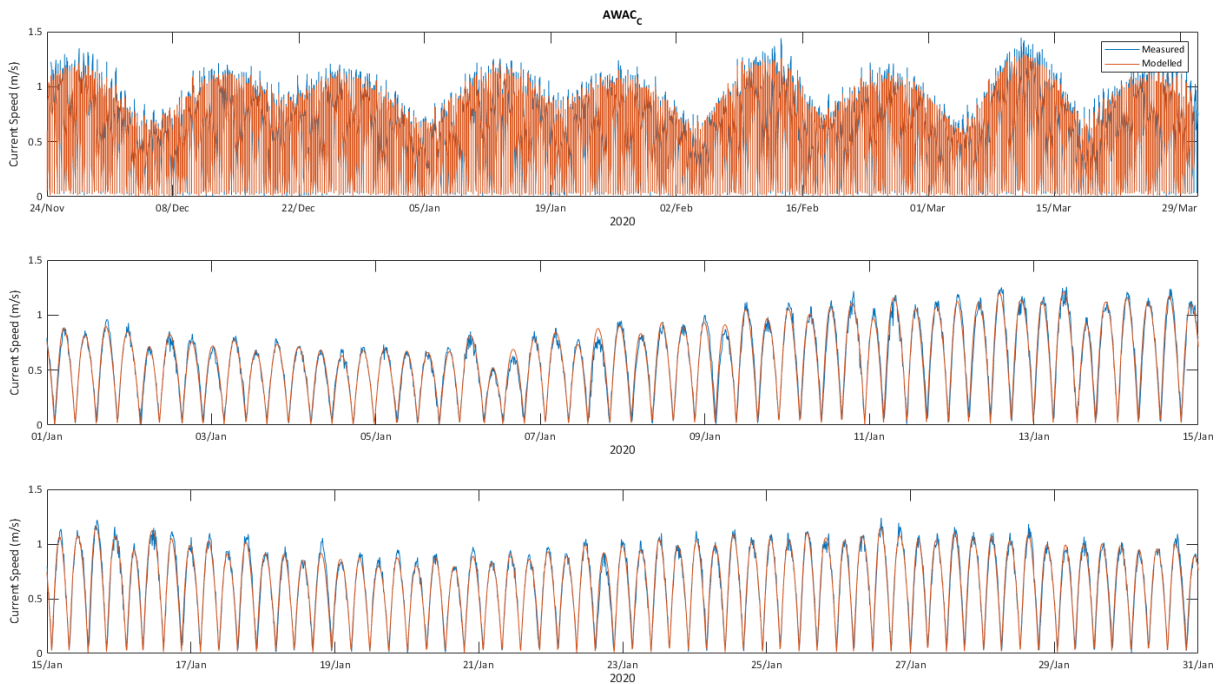 AWAC_C
Current Speed (m/s)
1.5
1
0.5
0
Measured
Modelled
24/Nov 08/Dec 22/Dec 05/Jan 19/Jan 02/Feb 16/Feb 01/Mar 15/Mar 29/Mar
2020
Current Speed (m/s)
1.5
1
0.5
0
01/Jan 03/Jan 05/Jan 07/Jan 09/Jan 11/Jan 13/Jan 15/Jan
2020
Current Speed (m/s)
1.5
1
0.5
0
15/Jan 17/Jan 19/Jan 21/Jan 23/Jan 25/Jan 27/Jan 29/Jan 31/Jan
2020